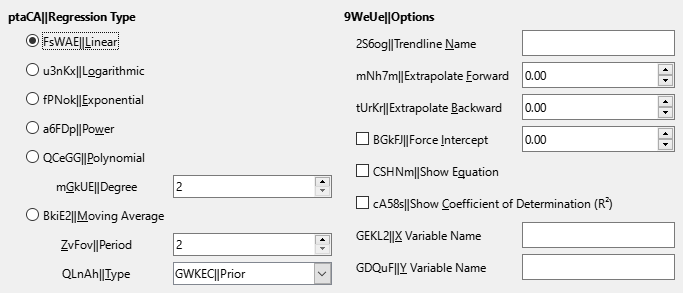 ptaCA||Regression Type
FsWAE||Linear
u3nKx||Logarithmic
fPNok||Exponential
a6FDp||Power
QCeGG||Polynomial
mGkUE||Degree 2
BkiE2||Moving Average
ZvFov||Period 2
QLnAh||Type GWKEC||Prior
9WeUe||Options
2S6og||Trendline Name
mNh7m||Extrapolate Forward 0.00
tUrKr||Extrapolate Backward 0.00
BGkFJ||Force Intercept 0.00
CSHNm||Show Equation
cA58s||Show Coefficient of Determination (R²)
GEKL2||X Variable Name
GDQuF||Y Variable Name